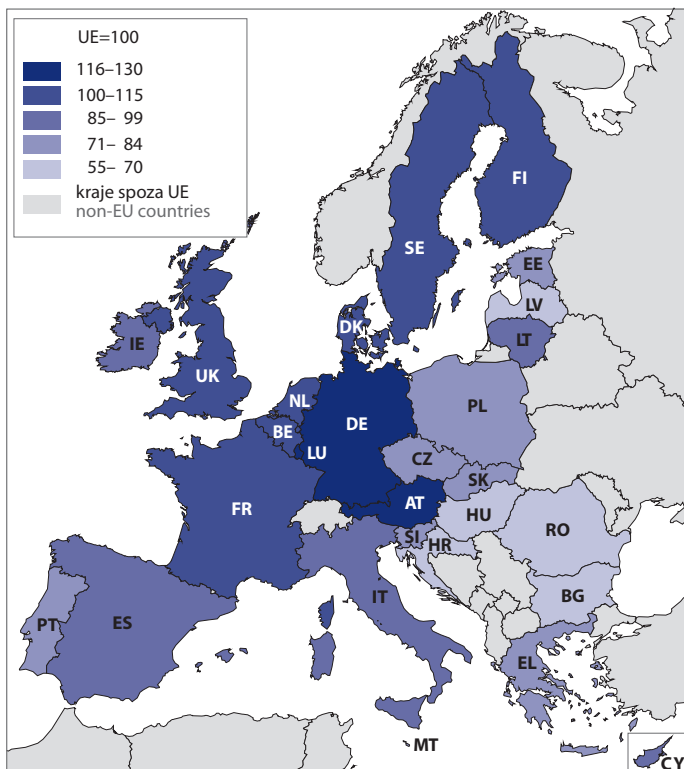 UE=100
116–130
100–115
85– 99
71– 84
55– 70
kraje spoza UE
non-EU countries
FI
SE
EE
LV
LT
DK
IE
UK
NL
BE
DE
PL
LU
CZ
SK
FR
AT
HU
RO
SI
HR
IT
BG
PT
ES
EL
MT
CY